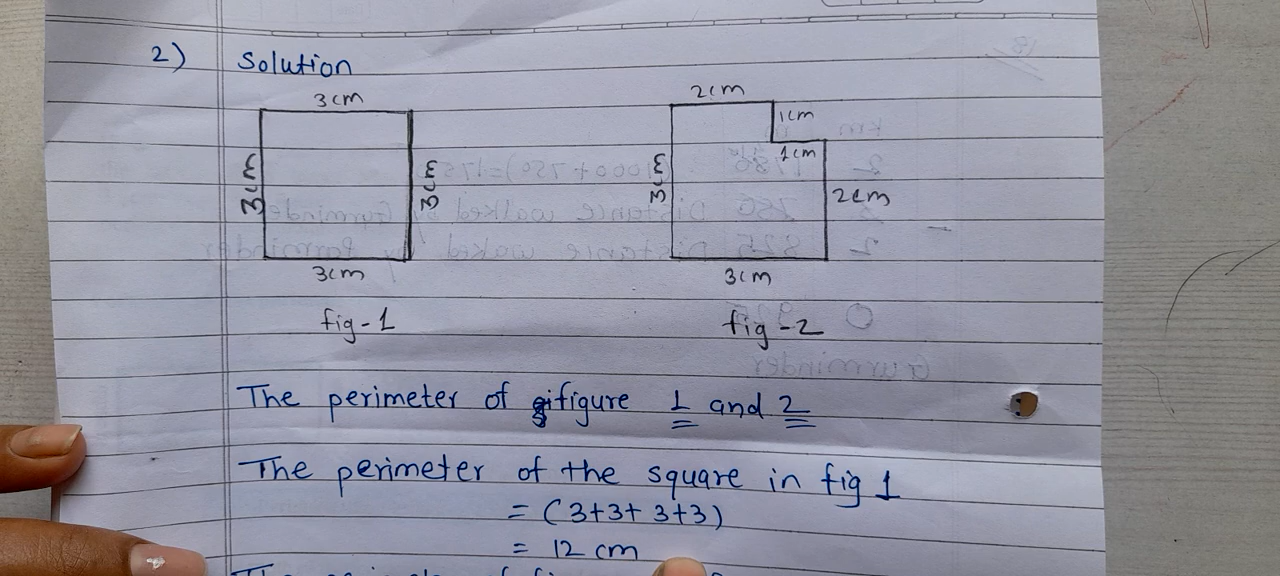 2) Solution
3cm
3cm
3cm
3cm
fig-1
2cm
1cm
1cm
3cm
2cm
3cm
fig-2
The perimeter of figure 1 and 2
The perimeter of the square in fig 1
= (3+3+3+3)
= 12 cm